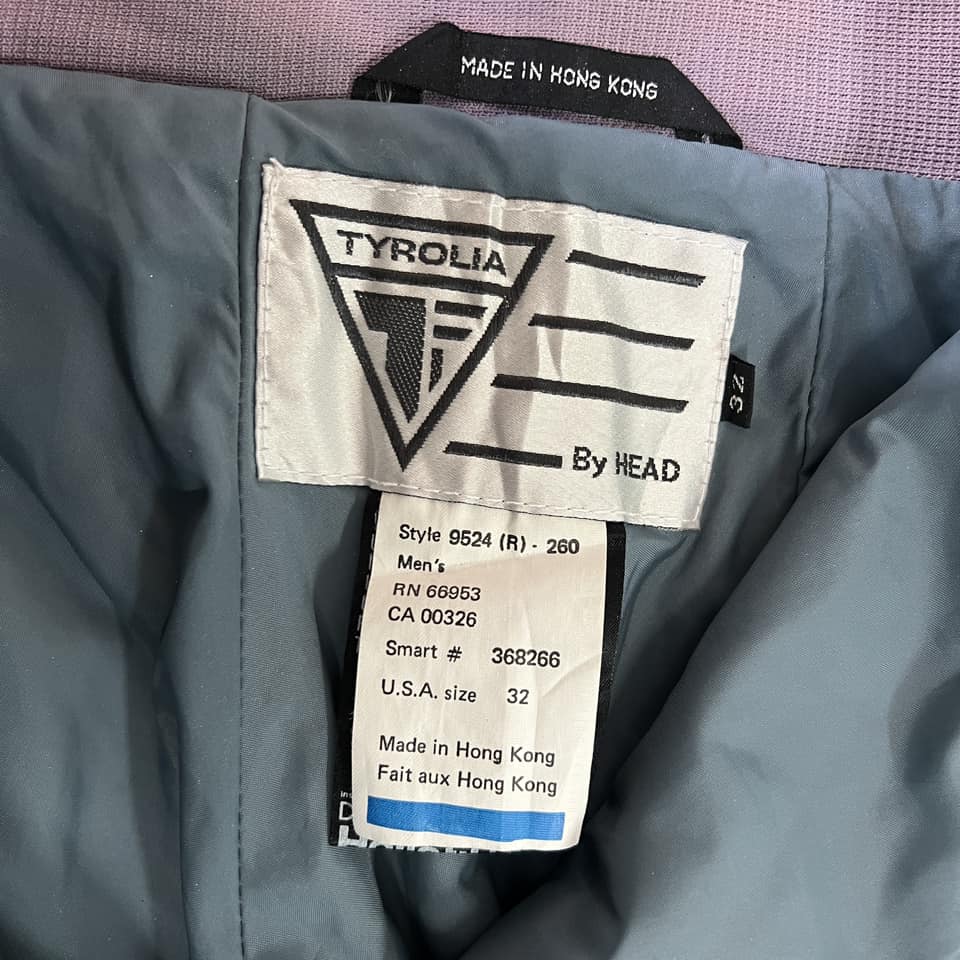 MADE IN HONG KONG
TYROLIA
By HEAD
32
Style 9524 (R) - 260
Men's
RN 66953
CA 00326
Smart # 368266
U.S.A. size 32
Made in Hong Kong
Fait aux Hong Kong